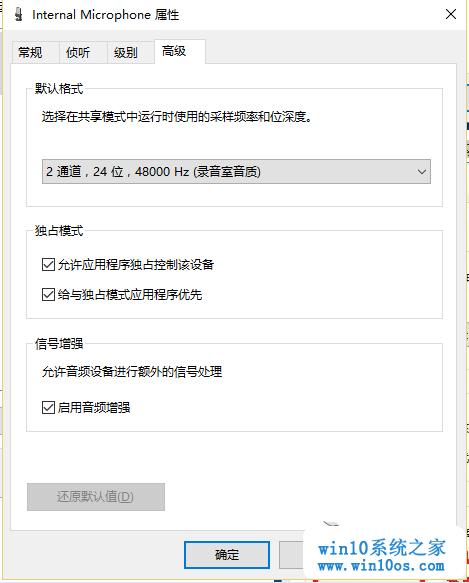 Internal Microphone 属性
常规 侦听 级别 高级
默认格式
选择在共享模式中运行时使用的采样频率和位深度。
2 通道，24 位，48000 Hz (录音室音质)
独占模式
允许应用程序独占控制该设备
给与独占模式应用程序优先
信号增强
允许音频设备进行额外的信号处理
启用音频增强
还原默认值(D)
确定
win10系统之家
www.win10os.com